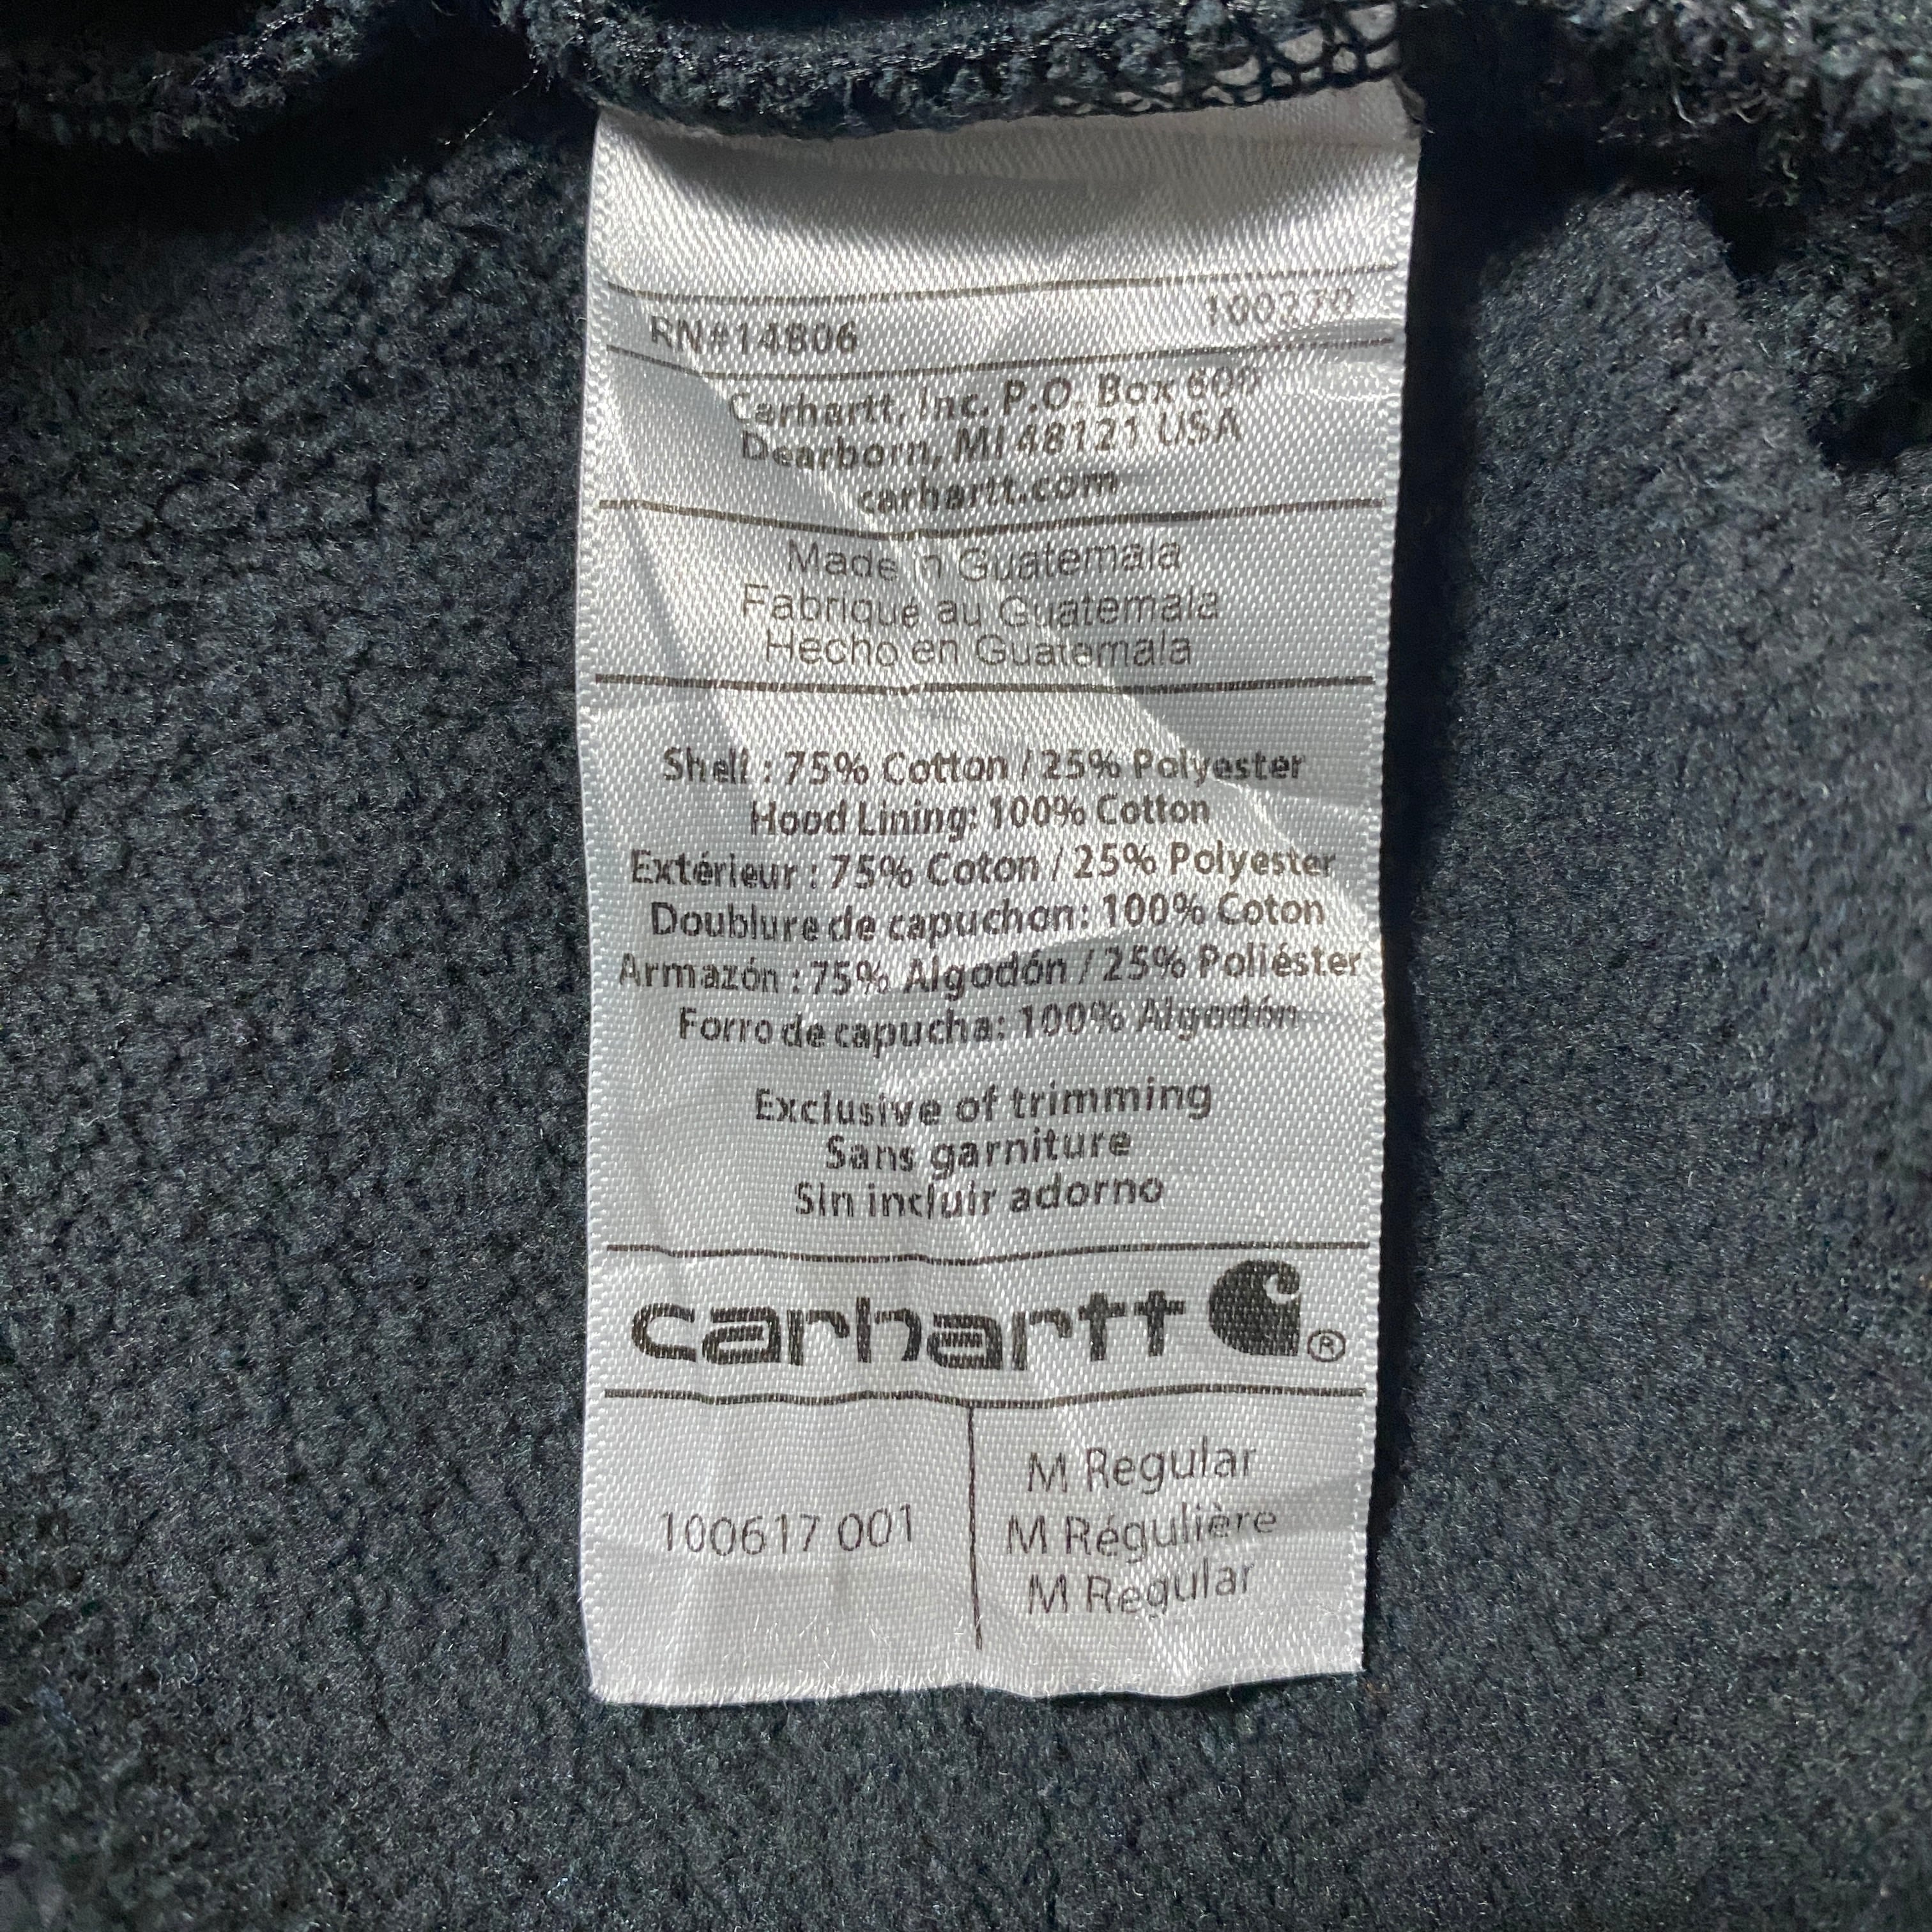 RN#14806 100270
Carhartt, Inc. P.O. Box 600
Dearborn, MI 48121 USA
carhartt.com
Made in Guatemala
Fabriqué au Guatemala
Hecho en Guatemala
Shell : 75% Cotton / 25% Polyester
Hood Lining: 100% Cotton
Extérieur : 75% Coton / 25% Polyester
Doublure de capuchon: 100% Coton
Armazón : 75% Algodón / 25% Poliéster
Forro de capucha: 100% Algodón
Exclusive of trimming
Sans garniture
Sin incluir adorno
carhartt ®
100617 001
M Regular
M Régulière
M Regular